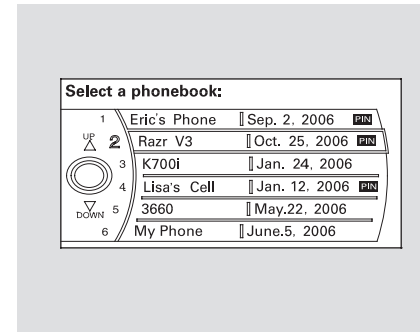 Select a phonebook:
1 Eric's Phone Sep. 2, 2006 PIN
UP 2 Razr V3 Oct. 25, 2006 PIN
3 K700i Jan. 24, 2006
4 Lisa's Cell Jan. 12, 2006 PIN
DOWN 5 3660 May.22, 2006
6 My Phone June.5, 2006